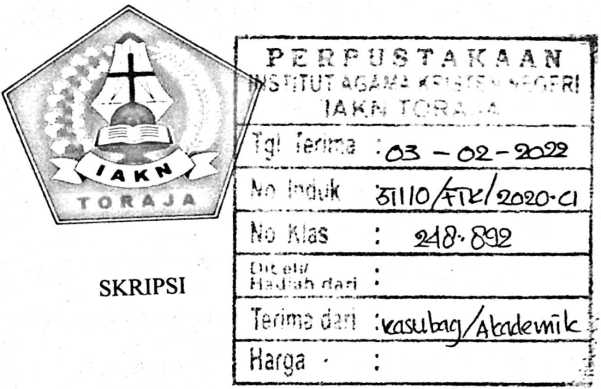 IAKN
TORAJA
SKRIPSI
PERPUSTAKAAN
INSTITUT AGAMA KRISTEN NEGERI
IAKN TORAJA
Tgl Terima : 03 - 02 - 2022
No Induk : /FTK/2020.C1
No Klas : 248.892
Dibeli/
Hadiah dari :
Terima dari : Kasubag/Akademik
Harga :